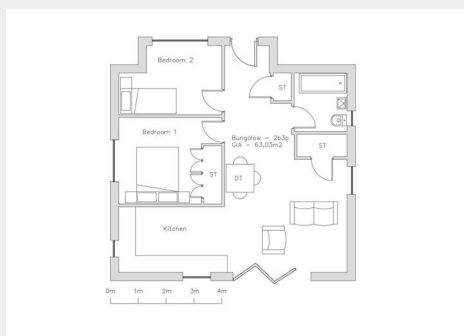 Bedroom 2
ST
Bedroom 1
Bungalow – 2b3p
GIA – 63,03m2
ST
ST
DT
Kitchen
0m 1m 2m 3m 4m